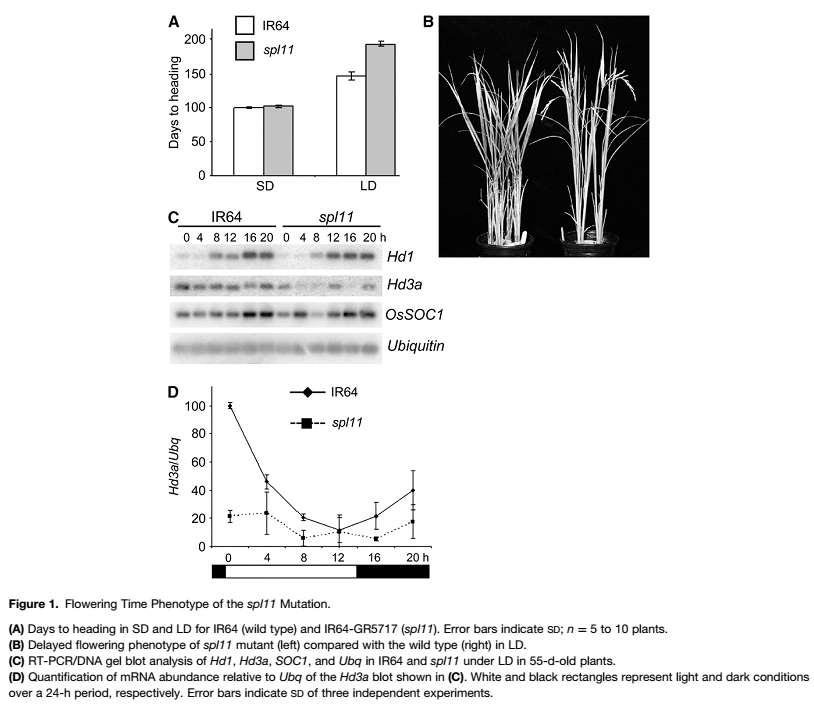 A
IR64
spl11
Days to heading
200
150
100
50
0
SD
LD
B
C
IR64 spl11
0 4 8 12 16 20 0 4 8 12 16 20 h
Hd1
Hd3a
OsSOC1
Ubiquitin
D
IR64
spl11
Hd3a/Ubq
100
80
60
40
20
0
0 4 8 12 16 20 h
Figure 1. Flowering Time Phenotype of the spl11 Mutation.
(A) Days to heading in SD and LD for IR64 (wild type) and IR64-GR5717 (spl11). Error bars indicate SD; n = 5 to 10 plants.
(B) Delayed flowering phenotype of spl11 mutant (left) compared with the wild type (right) in LD.
(C) RT-PCR/DNA gel blot analysis of Hd1, Hd3a, SOC1, and Ubq in IR64 and spl11 under LD in 55-d-old plants.
(D) Quantification of mRNA abundance relative to Ubq of the Hd3a blot shown in (C). White and black rectangles represent light and dark conditions
over a 24-h period, respectively. Error bars indicate SD of three independent experiments.